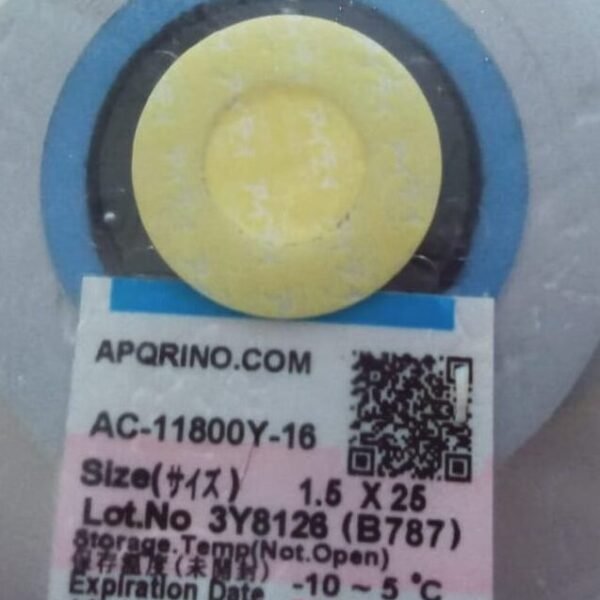 APQRINO.COM
AC-11800Y-16
Size(サイズ) 1.5 X 25
Lot.No 3Y8126 (B787)
Storage.Temp(Not.Open)
保存温度(未開封) -10 ~ 5 ℃
Expiration Date